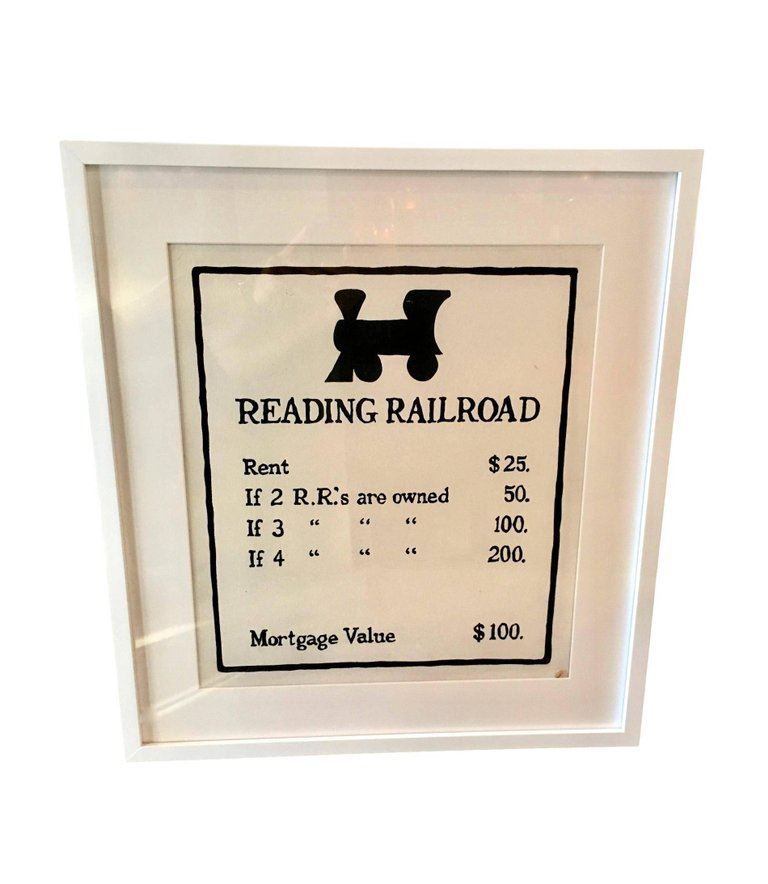 READING RAILROAD
Rent $25.
If 2 R.R.'s are owned 50.
If 3 “ “ “ 100.
If 4 “ “ “ 200.
Mortgage Value $100.